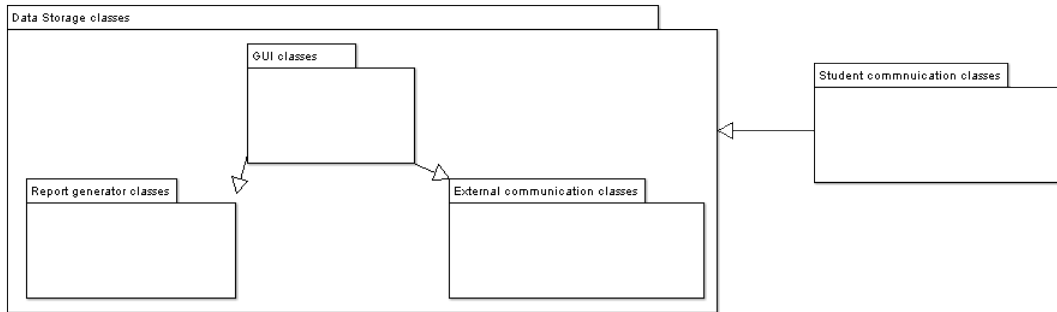 Data Storage classes
GUI classes
Student commnuication classes
Report generator classes
External communication classes